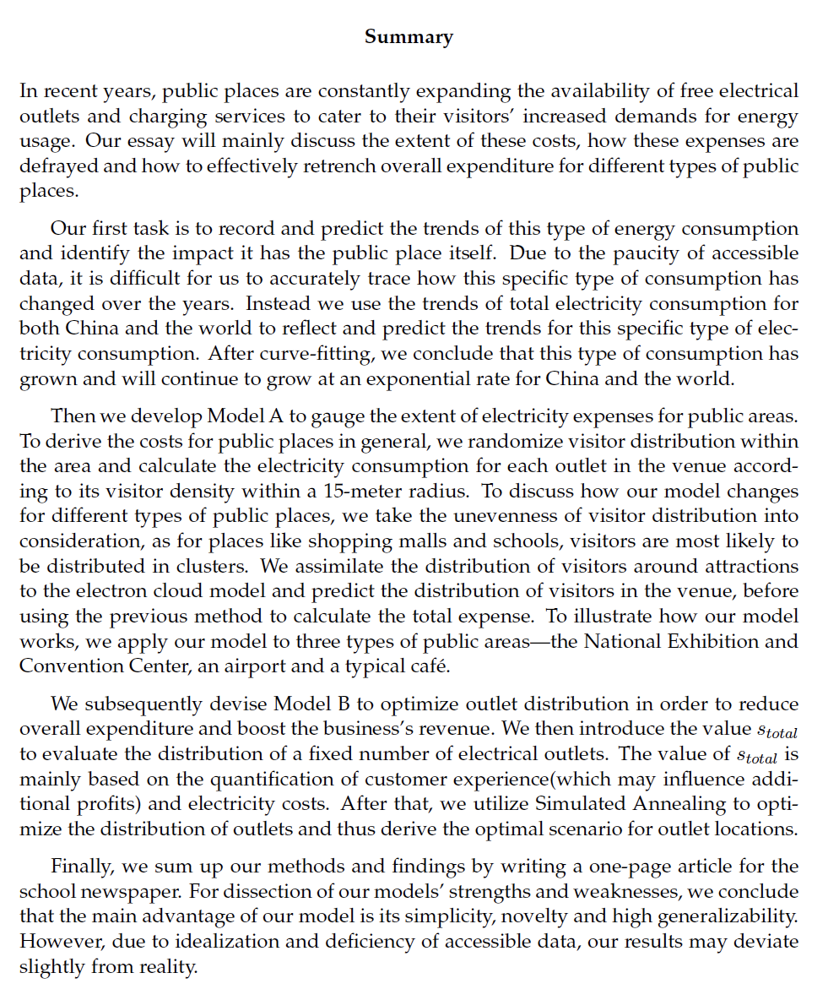 Summary
In recent years, public places are constantly expanding the availability of free electrical
outlets and charging services to cater to their visitors' increased demands for energy
usage. Our essay will mainly discuss the extent of these costs, how these expenses are
defrayed and how to effectively retrench overall expenditure for different types of public
places.
Our first task is to record and predict the trends of this type of energy consumption
and identify the impact it has the public place itself. Due to the paucity of accessible
data, it is difficult for us to accurately trace how this specific type of consumption has
changed over the years. Instead we use the trends of total electricity consumption for
both China and the world to reflect and predict the trends for this specific type of elec-
tricity consumption. After curve-fitting, we conclude that this type of consumption has
grown and will continue to grow at an exponential rate for China and the world.
Then we develop Model A to gauge the extent of electricity expenses for public areas.
To derive the costs for public places in general, we randomize visitor distribution within
the area and calculate the electricity consumption for each outlet in the venue accord-
ing to its visitor density within a 15-meter radius. To discuss how our model changes
for different types of public places, we take the unevenness of visitor distribution into
consideration, as for places like shopping malls and schools, visitors are most likely to
be distributed in clusters. We assimilate the distribution of visitors around attractions
to the electron cloud model and predict the distribution of visitors in the venue, before
using the previous method to calculate the total expense. To illustrate how our model
works, we apply our model to three types of public areas—the National Exhibition and
Convention Center, an airport and a typical café.
We subsequently devise Model B to optimize outlet distribution in order to reduce
overall expenditure and boost the business's revenue. We then introduce the value s_total
to evaluate the distribution of a fixed number of electrical outlets. The value of s_total is
mainly based on the quantification of customer experience(which may influence addi-
tional profits) and electricity costs. After that, we utilize Simulated Annealing to opti-
mize the distribution of outlets and thus derive the optimal scenario for outlet locations.
Finally, we sum up our methods and findings by writing a one-page article for the
school newspaper. For dissection of our models' strengths and weaknesses, we conclude
that the main advantage of our model is its simplicity, novelty and high generalizability.
However, due to idealization and deficiency of accessible data, our results may deviate
slightly from reality.